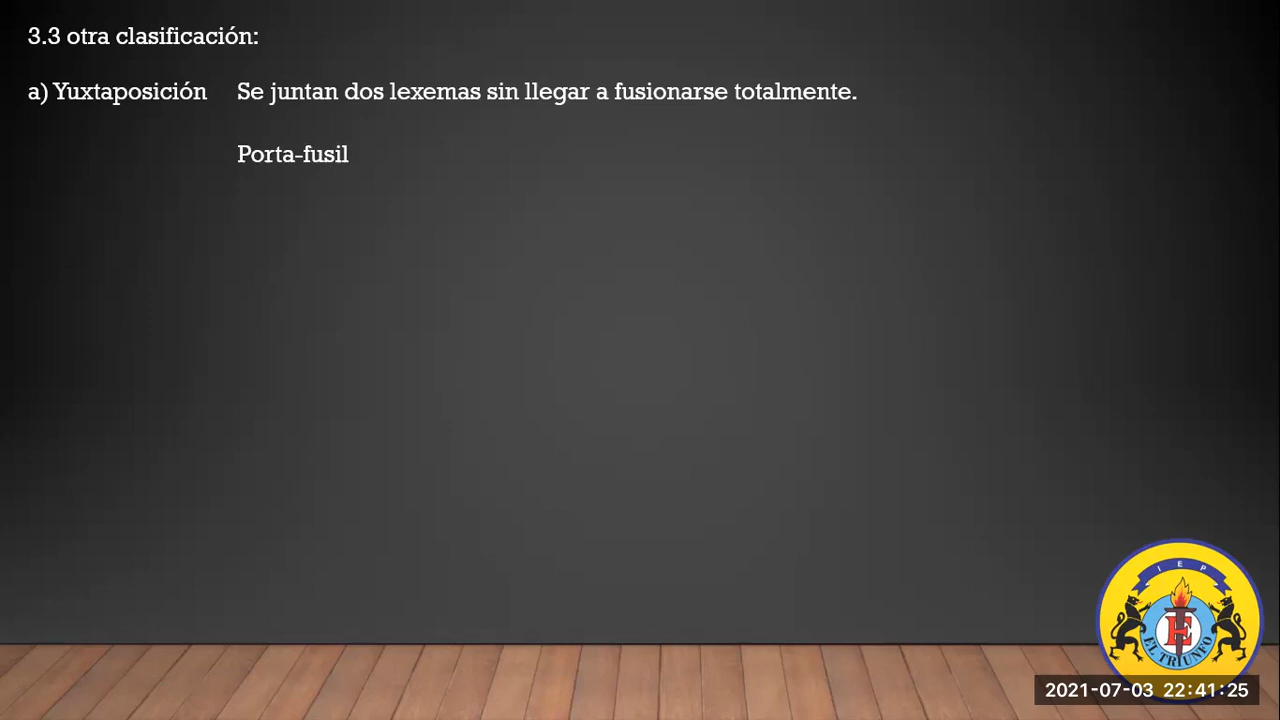 3.3 otra clasificación:
a) Yuxtaposición Se juntan dos lexemas sin llegar a fusionarse totalmente.
Porta-fusil
I E P
E
EL TRIUNFO
2021-07-03 22:41:25